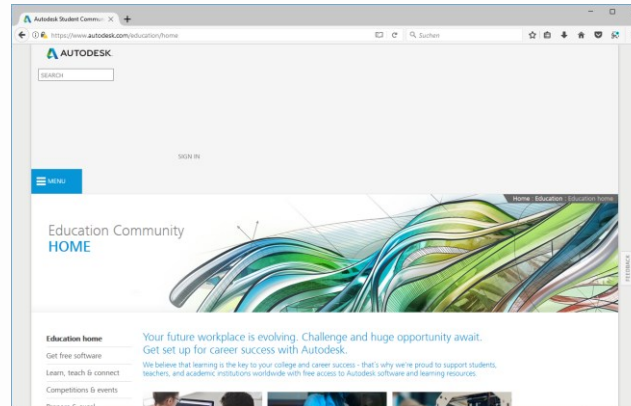 Autodesk Student Commun
https://www.autodesk.com/education/home
Suchen
AUTODESK.
SEARCH
SIGN IN
MENU
Home | Education | Education home
Education Community
HOME
FEEDBACK
Education home
Get free software
Learn, teach & connect
Competitions & events
Your future workplace is evolving. Challenge and huge opportunity await.
Get set up for career success with Autodesk.
We believe that learning is the key to your college and career success - that's why we're proud to support students,
teachers, and academic institutions worldwide with free access to Autodesk software and learning resources.